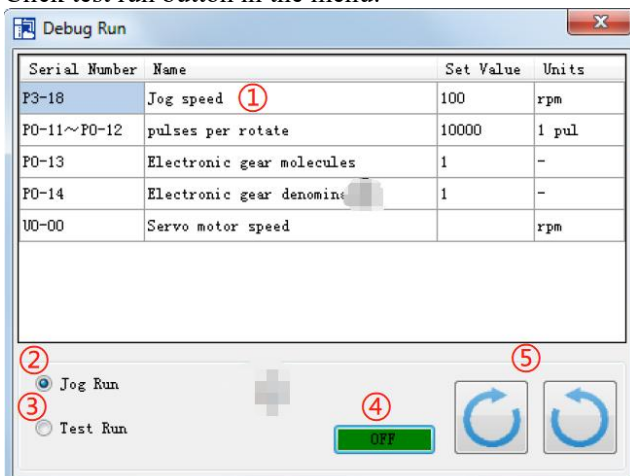 Click test run button in the menu.
Debug Run
Serial Number Name Set Value Units
P3-18 Jog speed ① 100 rpm
P0-11~P0-12 pulses per rotate 10000 1 pul
P0-13 Electronic gear molecules 1 -
P0-14 Electronic gear 1 -
U0-00 Servo motor speed rpm
② ⑤
Jog Run
③ ④
Test Run
OFF